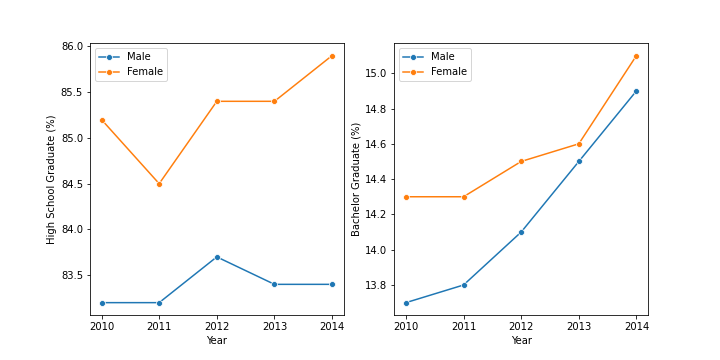 Male
Female
86.0
85.5
85.0
84.5
84.0
83.5
High School Graduate (%)
2010 2011 2012 2013 2014
Year
Male
Female
15.0
14.8
14.6
14.4
14.2
14.0
13.8
Bachelor Graduate (%)
2010 2011 2012 2013 2014
Year